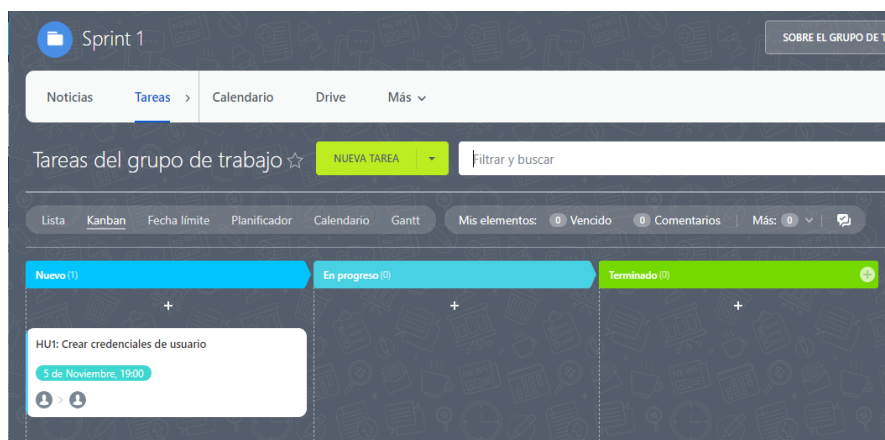 Sprint 1
SOBRE EL GRUPO DE T
Noticias Tareas > Calendario Drive Más
Tareas del grupo de trabajo NUEVA TAREA Filtrar y buscar
Lista Kanban Fecha límite Planificador Calendario Gantt Mis elementos: 0 Vencido 0 Comentarios Más: 0
Nuevo (1) En progreso (0) Terminado (0)
+ + +
HU1: Crear credenciales de usuario
5 de Noviembre, 19:00